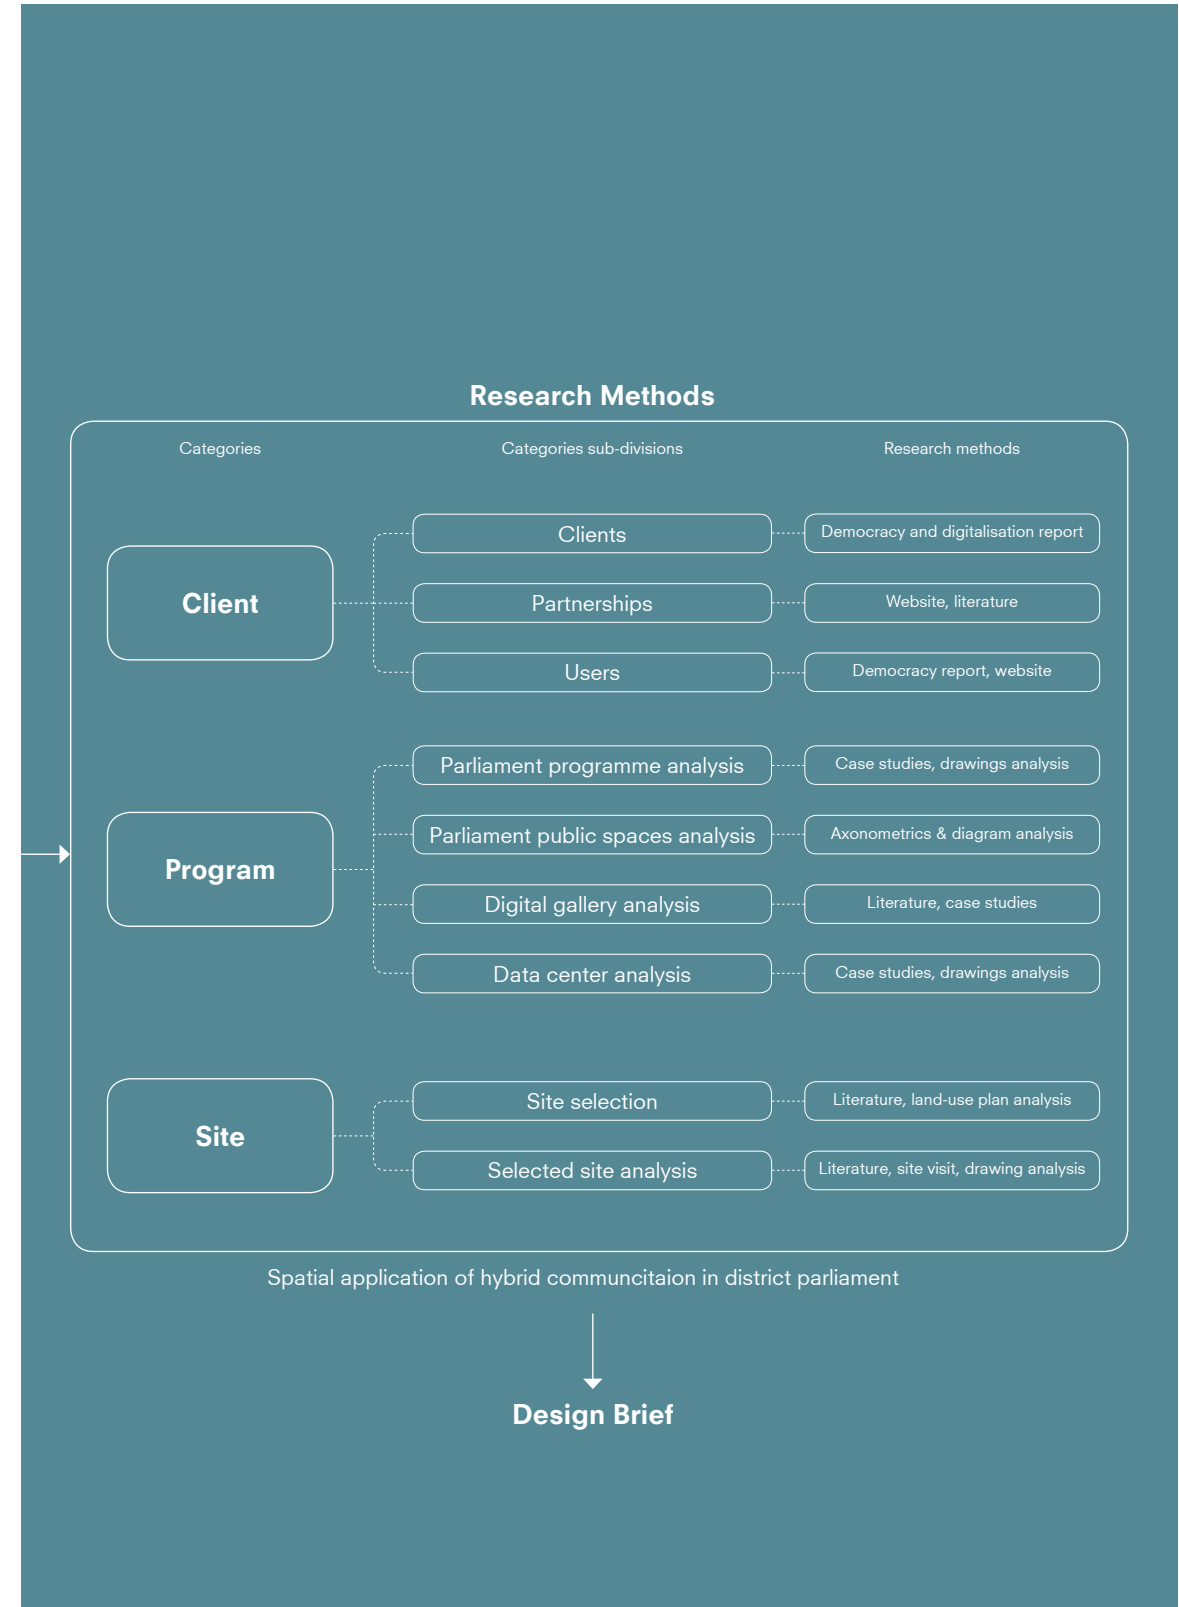 Research Methods
Categories
Categories sub-divisions
Research methods
Client
Clients
Democracy and digitalisation report
Partnerships
Website, literature
Users
Democracy report, website
Program
Parliament programme analysis
Case studies, drawings analysis
Parliament public spaces analysis
Axonometrics & diagram analysis
Digital gallery analysis
Literature, case studies
Data center analysis
Case studies, drawings analysis
Site
Site selection
Literature, land-use plan analysis
Selected site analysis
Literature, site visit, drawing analysis
Spatial application of hybrid communcitaion in district parliament
Design Brief